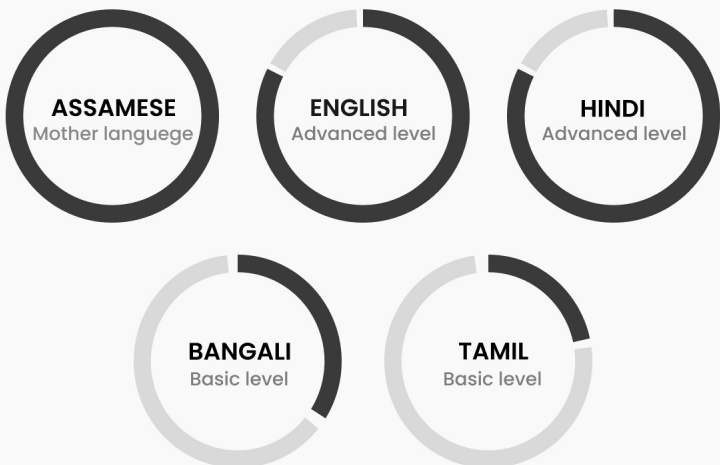 ASSAMESE
Mother languege
ENGLISH
Advanced level
HINDI
Advanced level
BANGALI
Basic level
TAMIL
Basic level